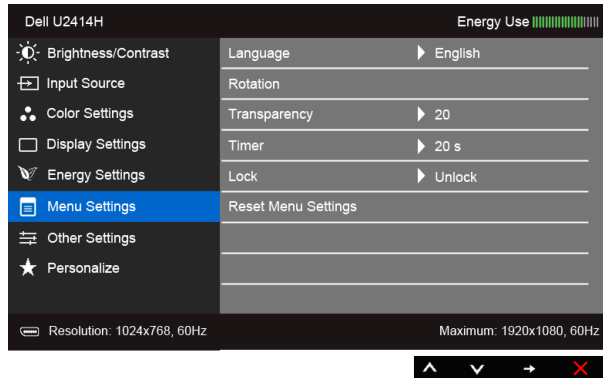 Dell U2414H Energy Use
Brightness/Contrast Language English
Input Source Rotation
Color Settings Transparency 20
Display Settings Timer 20 s
Energy Settings Lock Unlock
Menu Settings Reset Menu Settings
Other Settings
Personalize
Resolution: 1024x768, 60Hz Maximum: 1920x1080, 60Hz